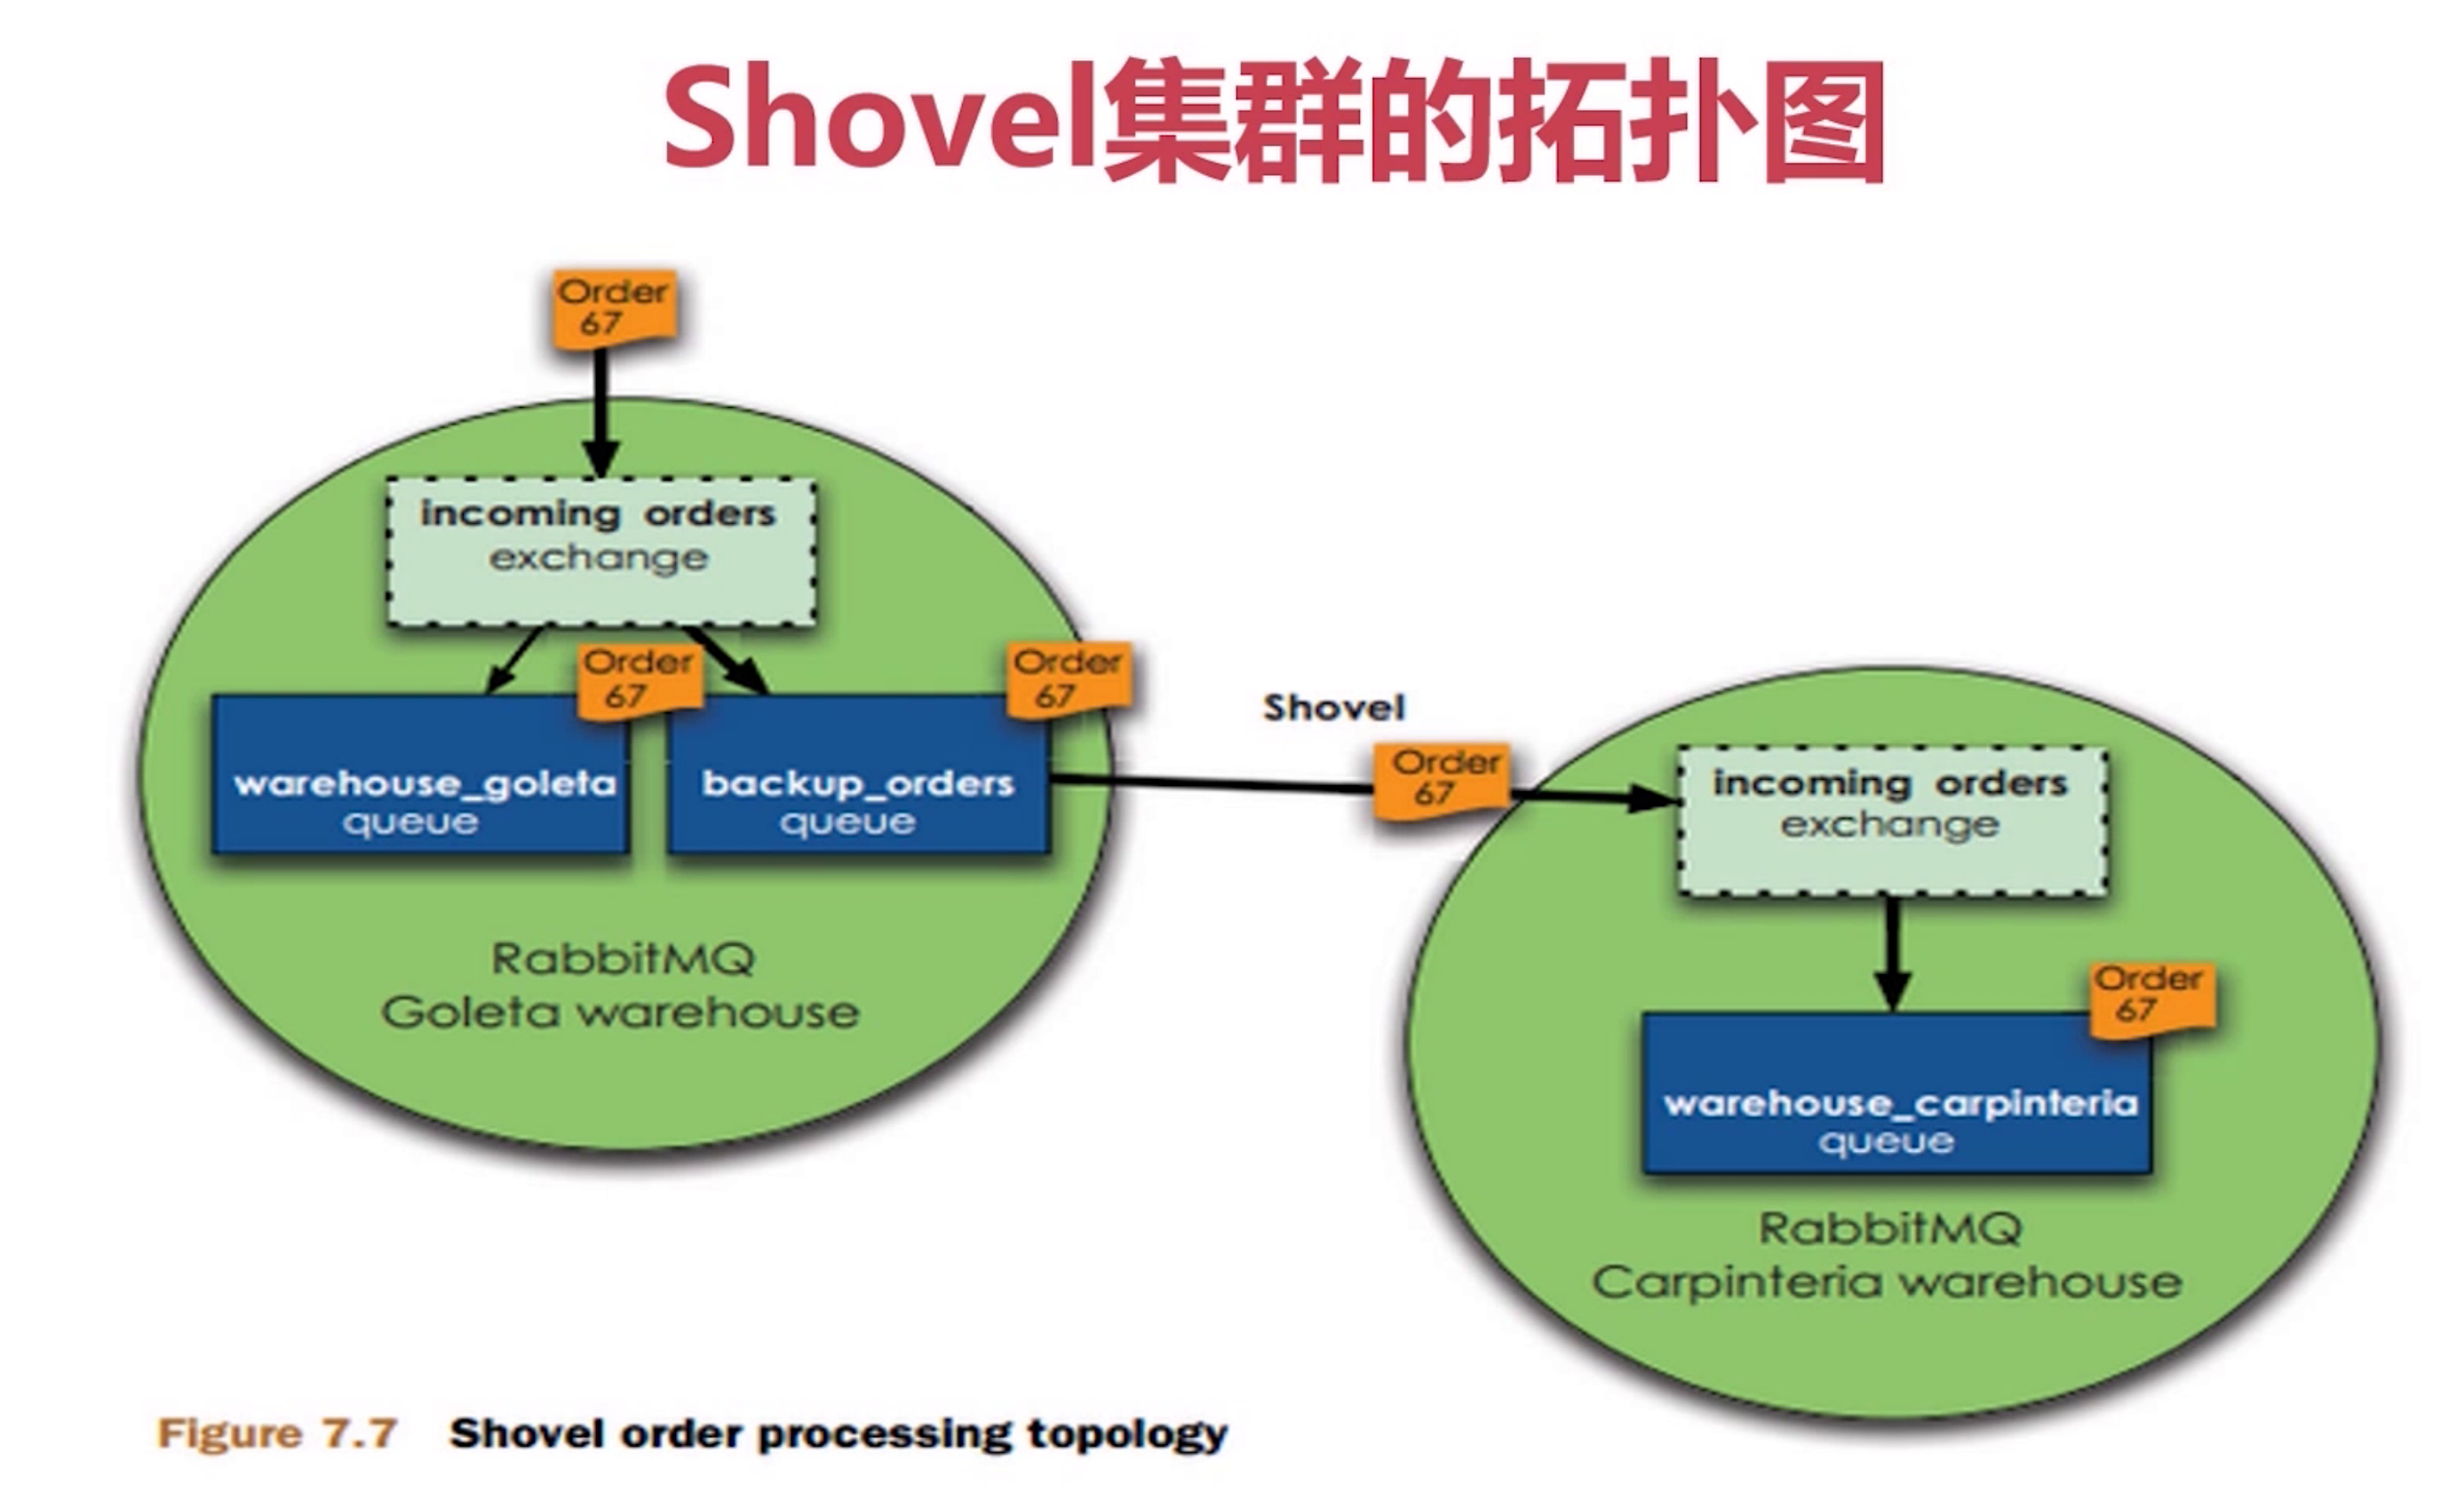 Shovel集群的拓扑图
Order
67
incoming orders
exchange
Order
67
Order
67
warehouse_goleta
queue
backup_orders
queue
RabbitMQ
Goleta warehouse
Shovel
Order
67
incoming orders
exchange
Order
67
warehouse_carpinteria
queue
RabbitMQ
Carpinteria warehouse
Figure 7.7 Shovel order processing topology